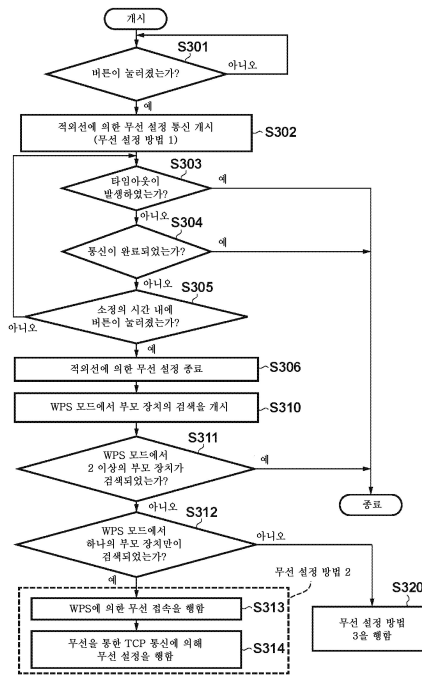 개시
S301
버튼이 눌러졌는가?
아니오
예
적외선에 의한 무선 설정 통신 개시
(무선 설정 방법 1)
S302
S303
타임아웃이
발생하였는가?
예
아니오
S304
통신이 완료되었는가?
예
아니오
S305
소정의 시간 내에
버튼이 눌러졌는가?
아니오
예
적외선에 의한 무선 설정 종료
S306
WPS 모드에서 부모 장치의 검색을 개시
S310
S311
WPS 모드에서
2 이상의 부모 장치가
검색되었는가?
예
아니오
종료
S312
WPS 모드에서
하나의 부모 장치만이
검색되었는가?
아니오
예
무선 설정 방법 2
WPS에 의한 무선 접속을 행함
S313
무선을 통한 TCP 통신에 의해
무선 설정을 행함
S314
S320
무선 설정 방법
3을 행함